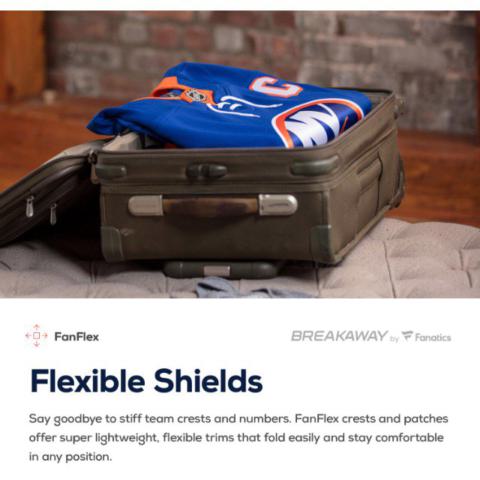 C
FanFlex
BREAKAWAY by Fanatics
Flexible Shields
Say goodbye to stiff team crests and numbers. FanFlex crests and patches
offer super lightweight, flexible trims that fold easily and stay comfortable
in any position.